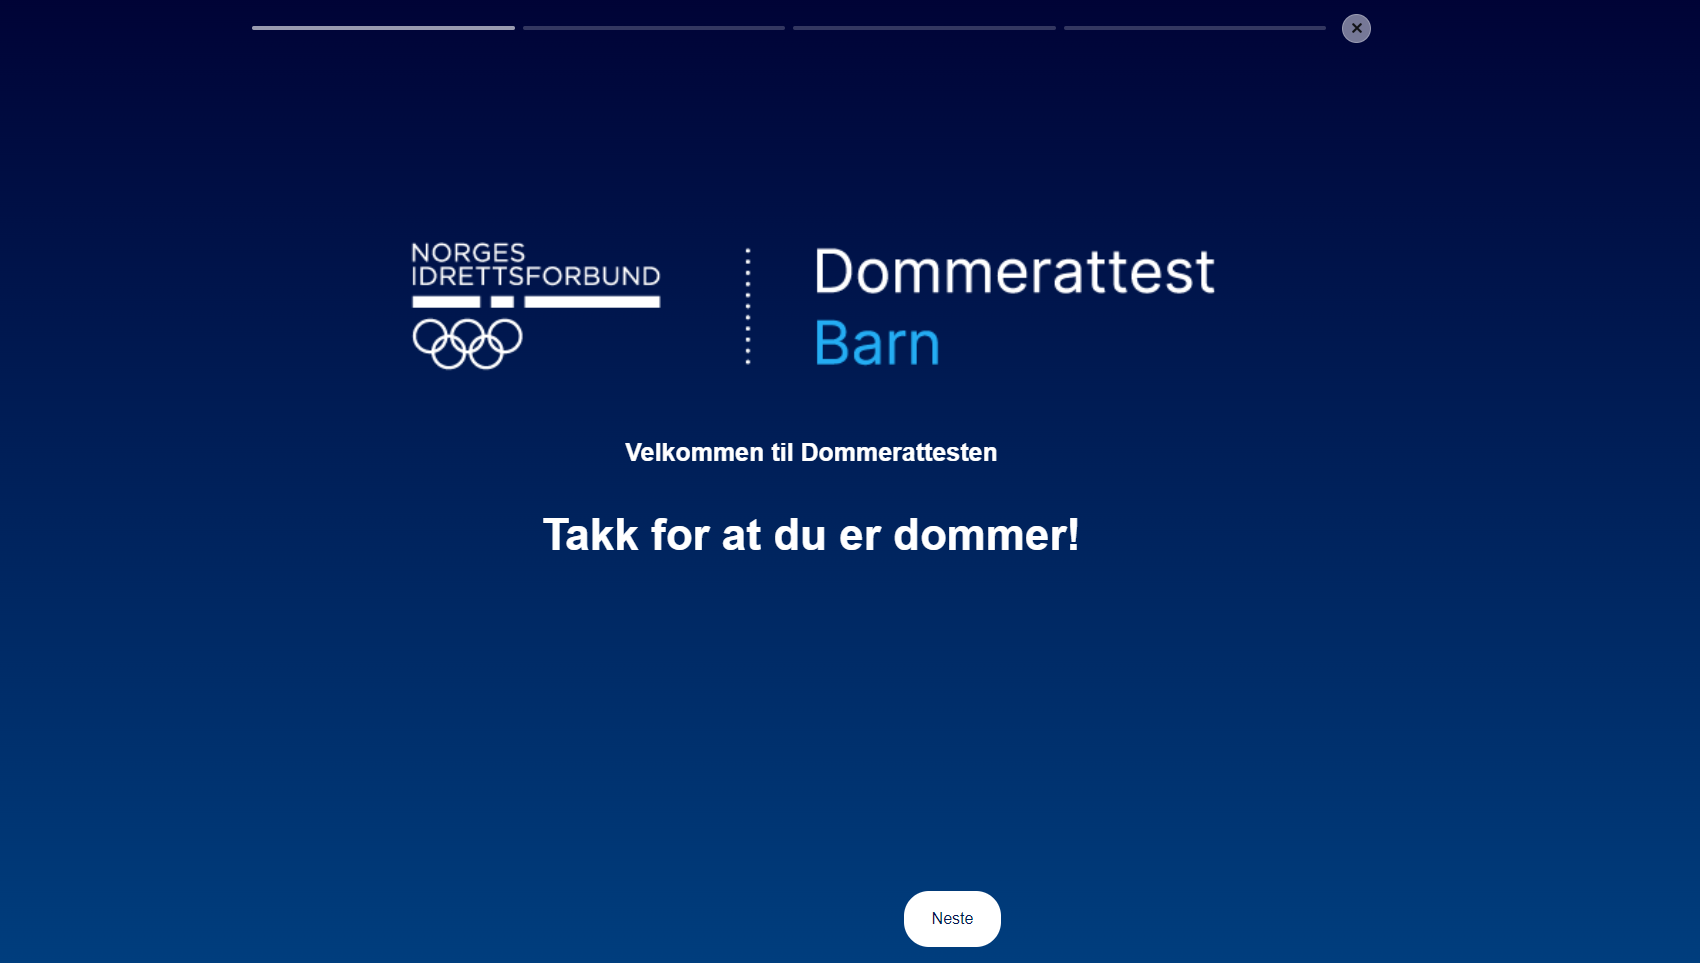 NORGES
IDRETTSFORBUND
Dommerattest
Barn
Velkommen til Dommerattesten
Takk for at du er dommer!
Neste